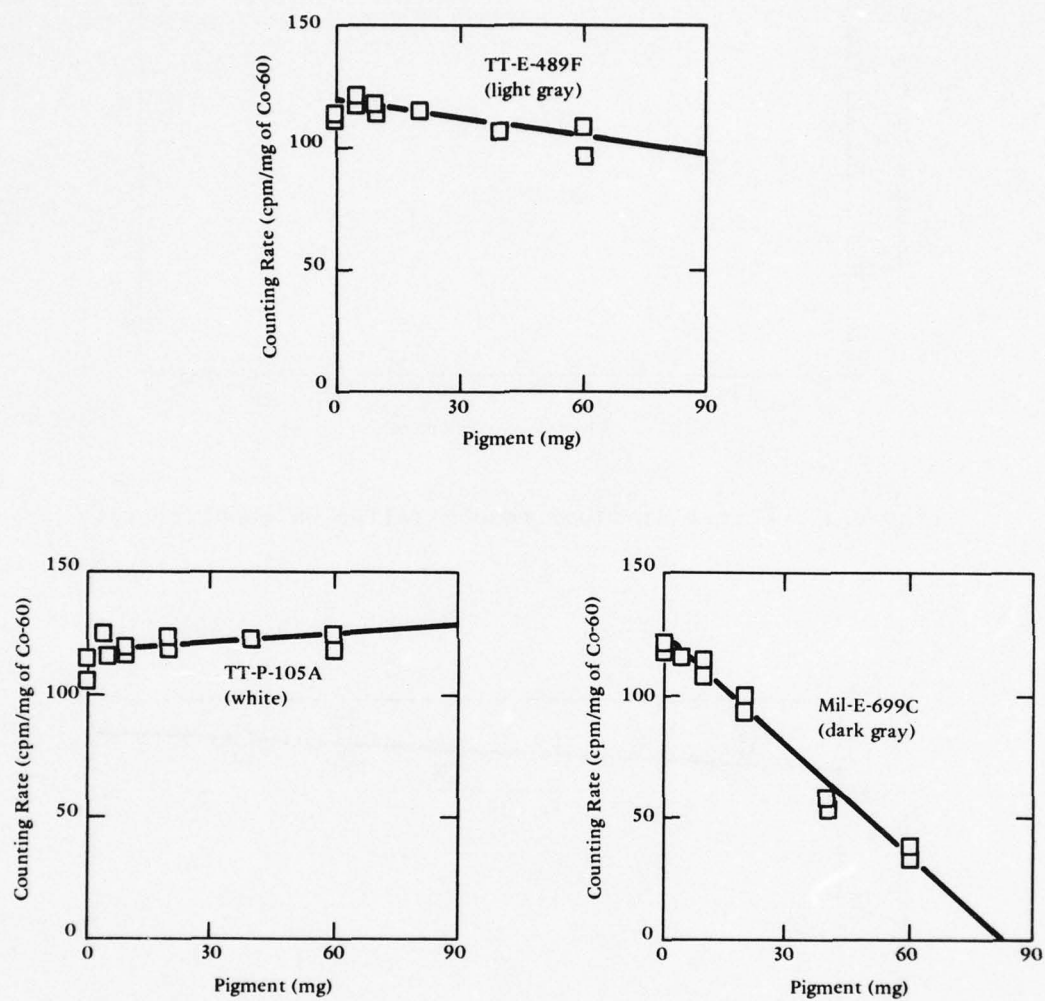 150
TT-E-489F
(light gray)
100
50
0
0 30 60 90
Counting Rate (cpm/mg of Co-60)
Pigment (mg)
150
TT-P-105A
(white)
100
50
0
0 30 60 90
Counting Rate (cpm/mg of Co-60)
Pigment (mg)
150
Mil-E-699C
(dark gray)
100
50
0
0 30 60 90
Counting Rate (cpm/mg of Co-60)
Pigment (mg)